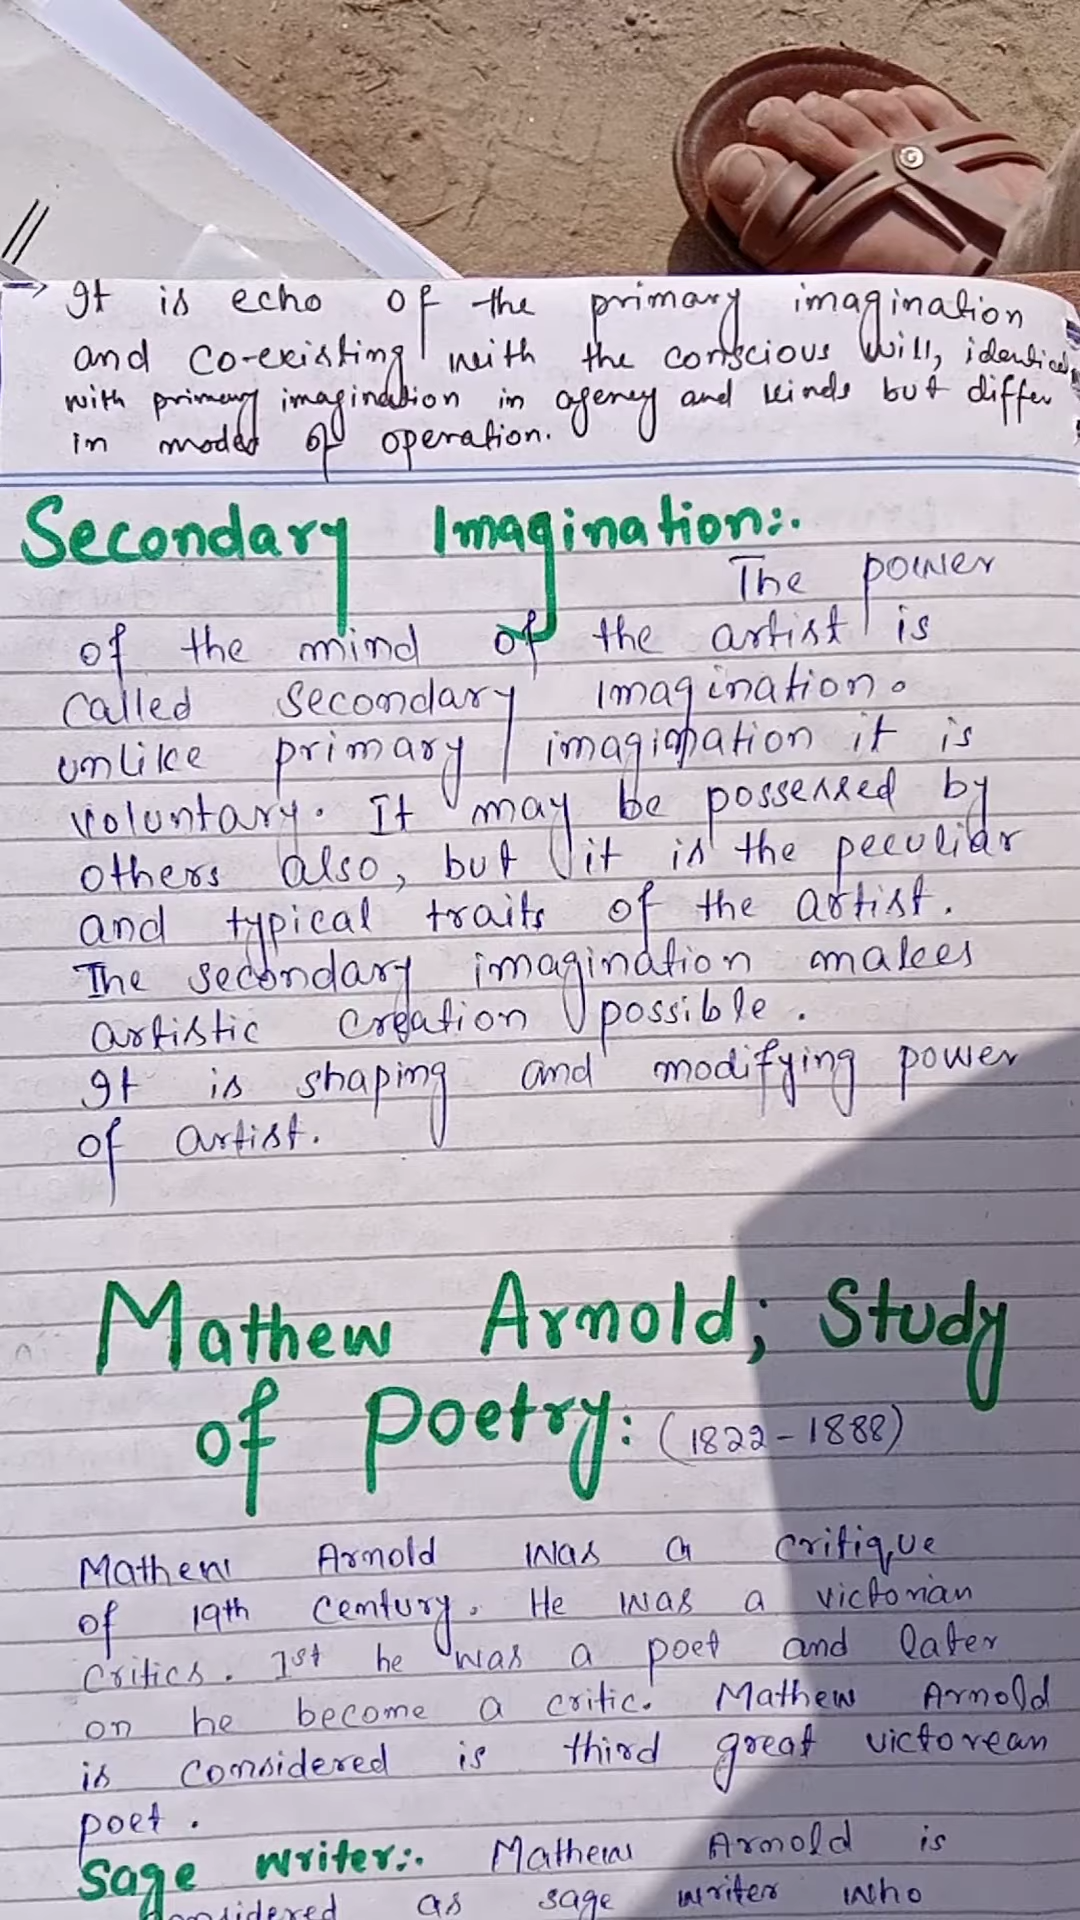 → It is echo of the primary imagination
and co-existing with the conscious will, identical
with primary imagination in agency and kinds but differ
in modes of operation.
Secondary Imagination:.
The power
of the mind of the artist is
called secondary imagination.
unlike primary imagination it is
voluntary. It may be possessed by
others also, but it is the peculiar
and typical traits of the artist.
The secondary imagination makes
artistic creation possible.
It is shaping and modifying power
of artist.
Mathew Arnold; Study
of Poetry: (1822-1888)
Mathew Arnold was a critique
of 19th century. He was a victorian
critics. 1st he was a poet and later
on he become a critic. Mathew Arnold
is considered is third great victorean
poet.
Sage writer:. Mathew Arnold is
considered as sage writer who